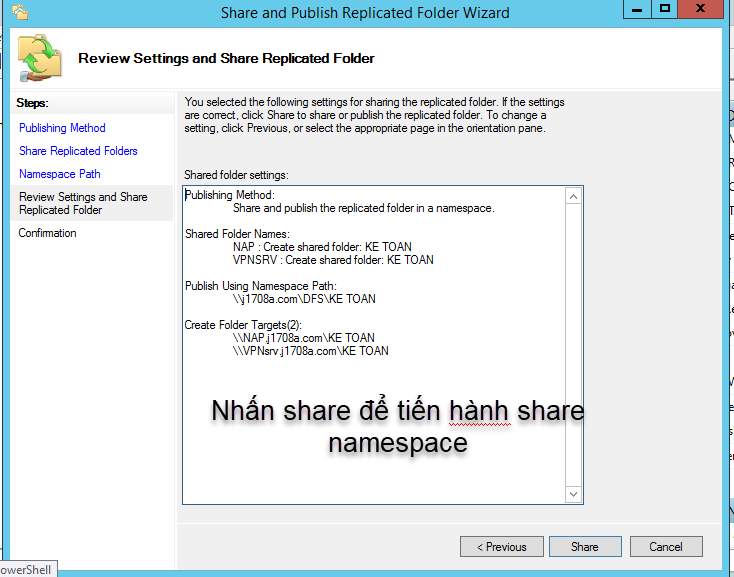 Share and Publish Replicated Folder Wizard
Review Settings and Share Replicated Folder
Steps:
Publishing Method
Share Replicated Folders
Namespace Path
Review Settings and Share
Replicated Folder
Confirmation
You selected the following settings for sharing the replicated folder. If the settings
are correct, click Share to share or publish the replicated folder. To change a
setting, click Previous, or select the appropriate page in the orientation pane.
Shared folder settings:
Publishing Method:
Share and publish the replicated folder in a namespace.
Shared Folder Names:
NAP : Create shared folder: KE TOAN
VPNSRV : Create shared folder: KE TOAN
Publish Using Namespace Path:
\\j1708a.com\DFS\KE TOAN
Create Folder Targets(2):
\\NAP.j1708a.com\KE TOAN
\\VPNsrv.j1708a.com\KE TOAN
Nhấn share để tiến hành share
namespace
< Previous
Share
Cancel
owerShell